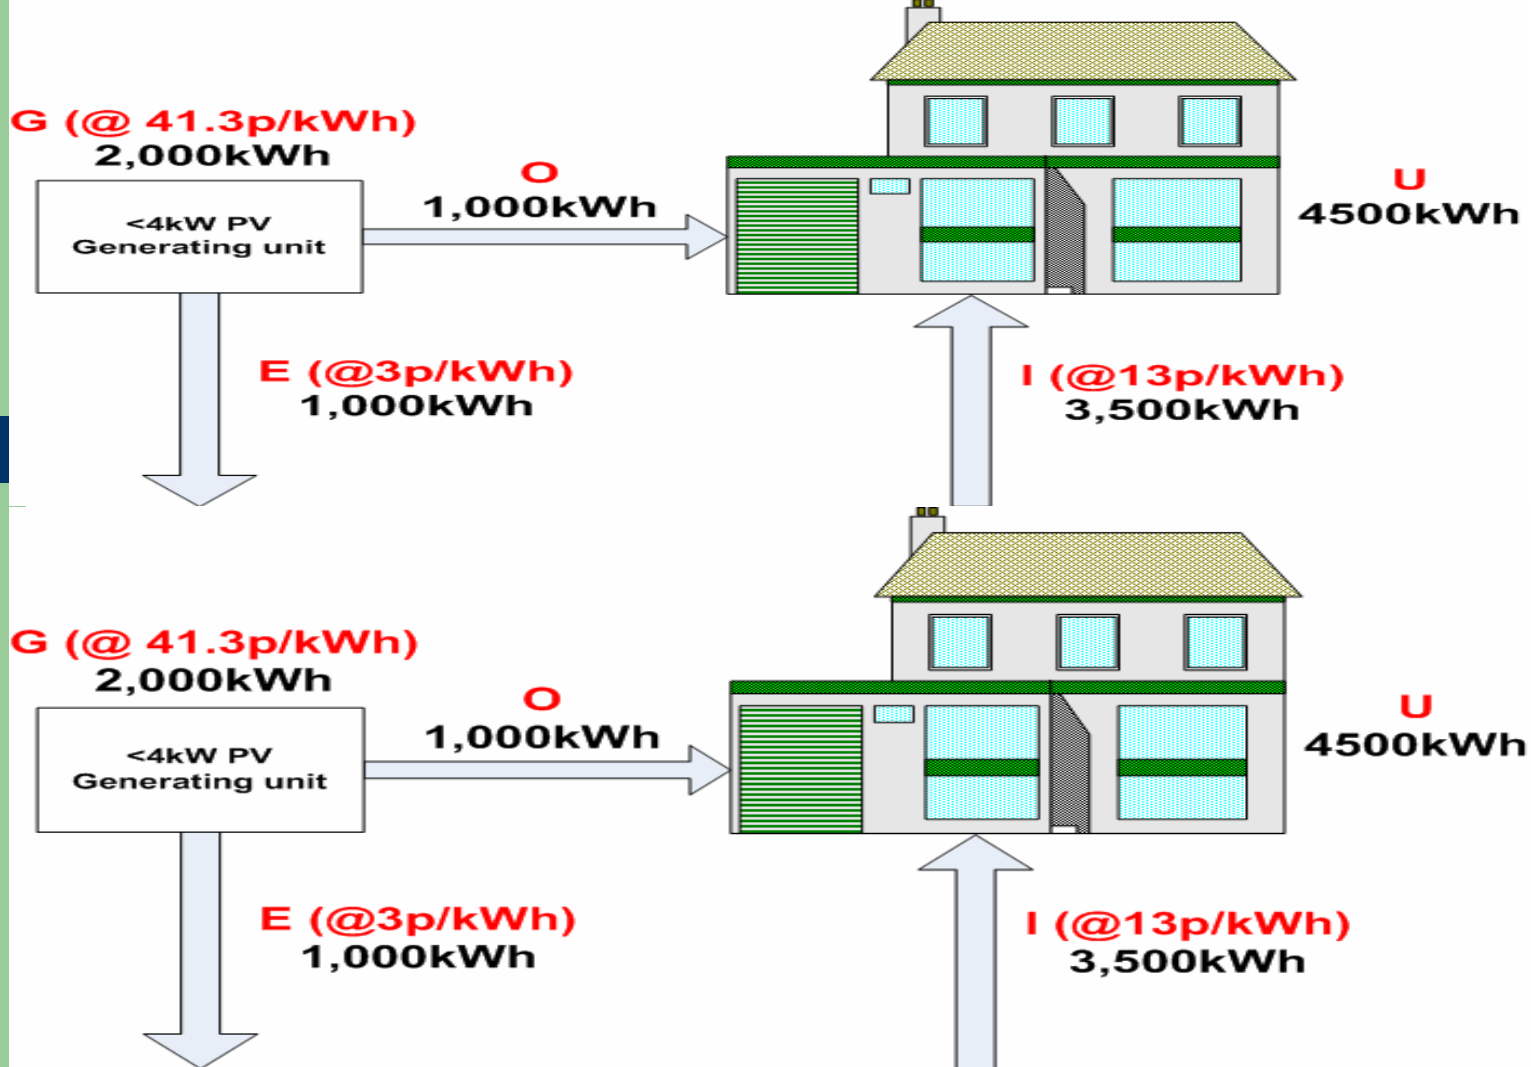 G (@ 41.3p/kWh)
2,000kWh
<4kW PV
Generating unit
O
1,000kWh
U
4500kWh
E (@3p/kWh)
1,000kWh
I (@13p/kWh)
3,500kWh
G (@ 41.3p/kWh)
2,000kWh
<4kW PV
Generating unit
O
1,000kWh
U
4500kWh
E (@3p/kWh)
1,000kWh
I (@13p/kWh)
3,500kWh